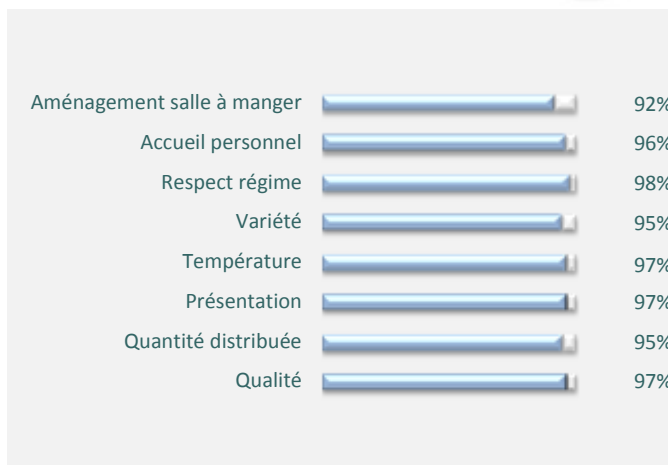 Aménagement salle à manger 92%
Accueil personnel 96%
Respect régime 98%
Variété 95%
Température 97%
Présentation 97%
Quantité distribuée 95%
Qualité 97%